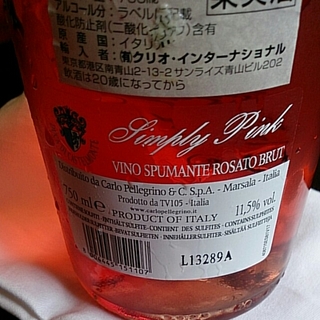 果実酒
750ml
アルコール分：ラベルに記載
酸化防止剤(二酸化イオウ)含有
原産国：イタリア
輸入者：㈱クリオ・インターナショナル
東京都港区南青山2-13-2 サンライズ青山ビル202
飲酒は20歳になってから
Simply Pink
VINO SPUMANTE ROSATO BRUT
Distribuito da Carlo Pellegrino & C. S.p.A. - Marsala - Italia
Prodotto da TV105 - Italia
www.carlopellegrino.it
750 ml e PRODUCT OF ITALY 11,5% vol.
L13289A